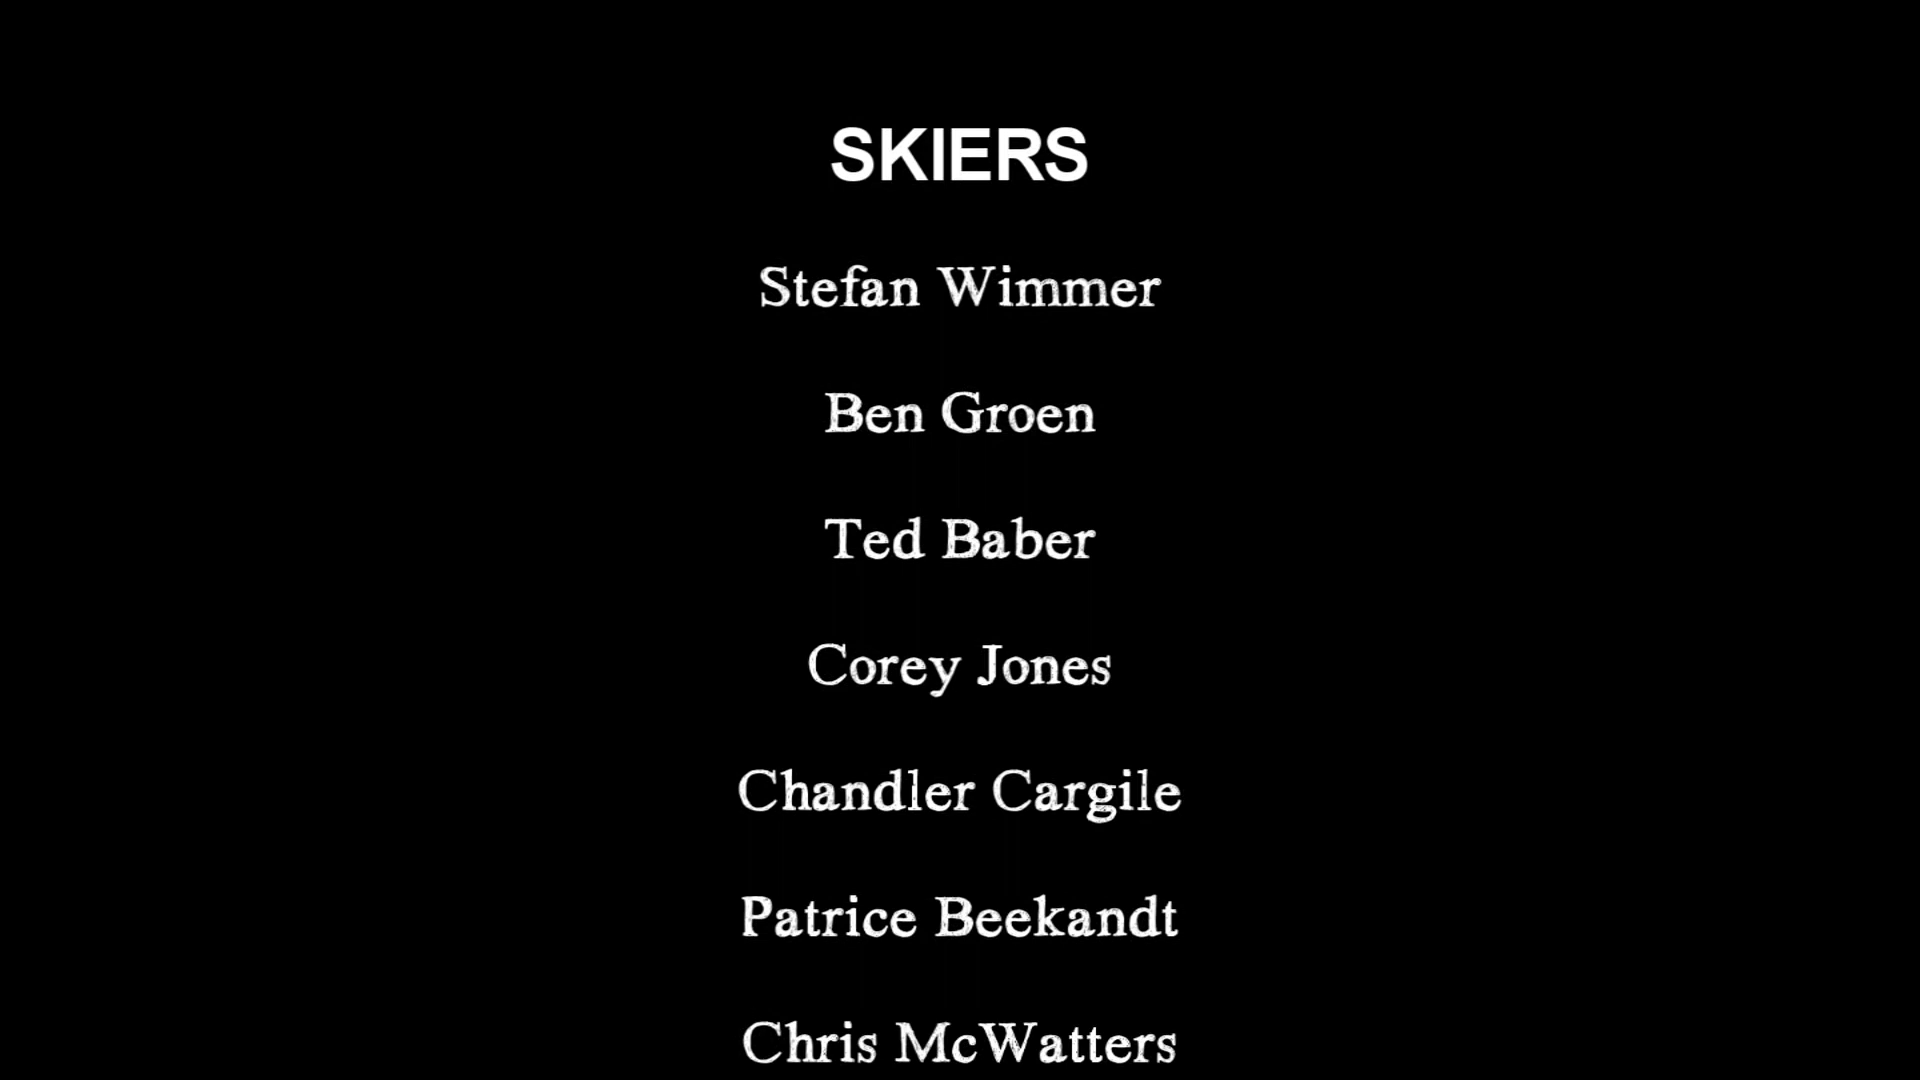 SKIERS
Stefan Wimmer
Ben Groen
Ted Baber
Corey Jones
Chandler Cargile
Patrice Beekandt
Chris McWatters